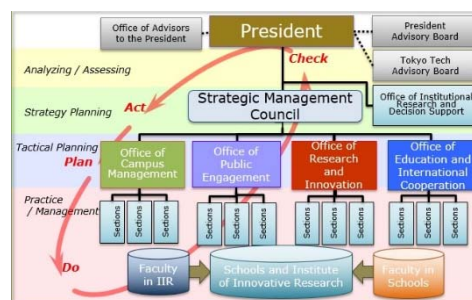 Office of Advisors
to the President
President
President
Advisory Board
Tokyo Tech
Advisory Board
Check
Analyzing / Assessing
Act
Strategy Planning
Strategic Management
Council
Office of Institutional
Research and
Decision Support
Tactical Planning
Plan
Office of
Campus
Management
Office of
Public
Engagement
Office of
Research
and
Innovation
Office of
Education and
International
Cooperation
Practice
/ Management
Sections
Sections
Sections
Sections
Sections
Sections
Sections
Sections
Sections
Sections
Sections
Sections
Do
Faculty
in IIR
Schools and Institute
of Innovative Research
Faculty in
Schools